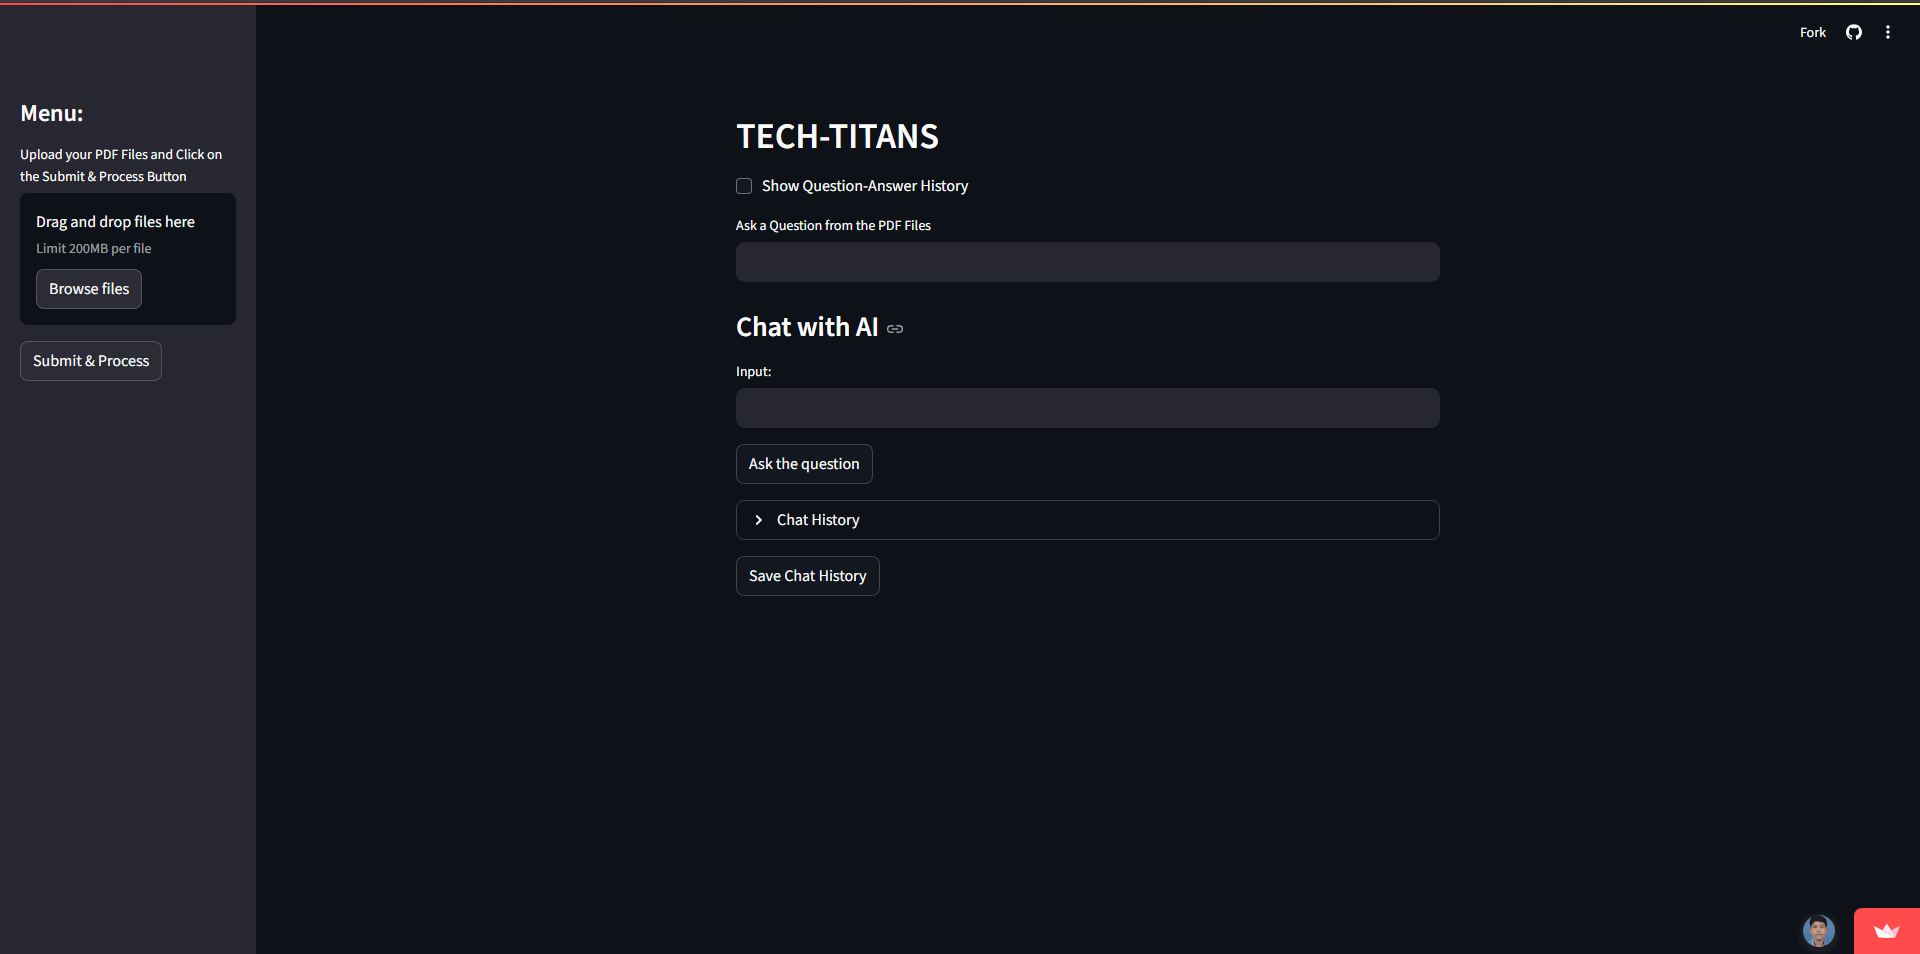 Fork
Menu:
Upload your PDF Files and Click on
the Submit & Process Button
Drag and drop files here
Limit 200MB per file
Browse files
Submit & Process
TECH-TITANS
Show Question-Answer History
Ask a Question from the PDF Files
Chat with AI
Input:
Ask the question
Chat History
Save Chat History